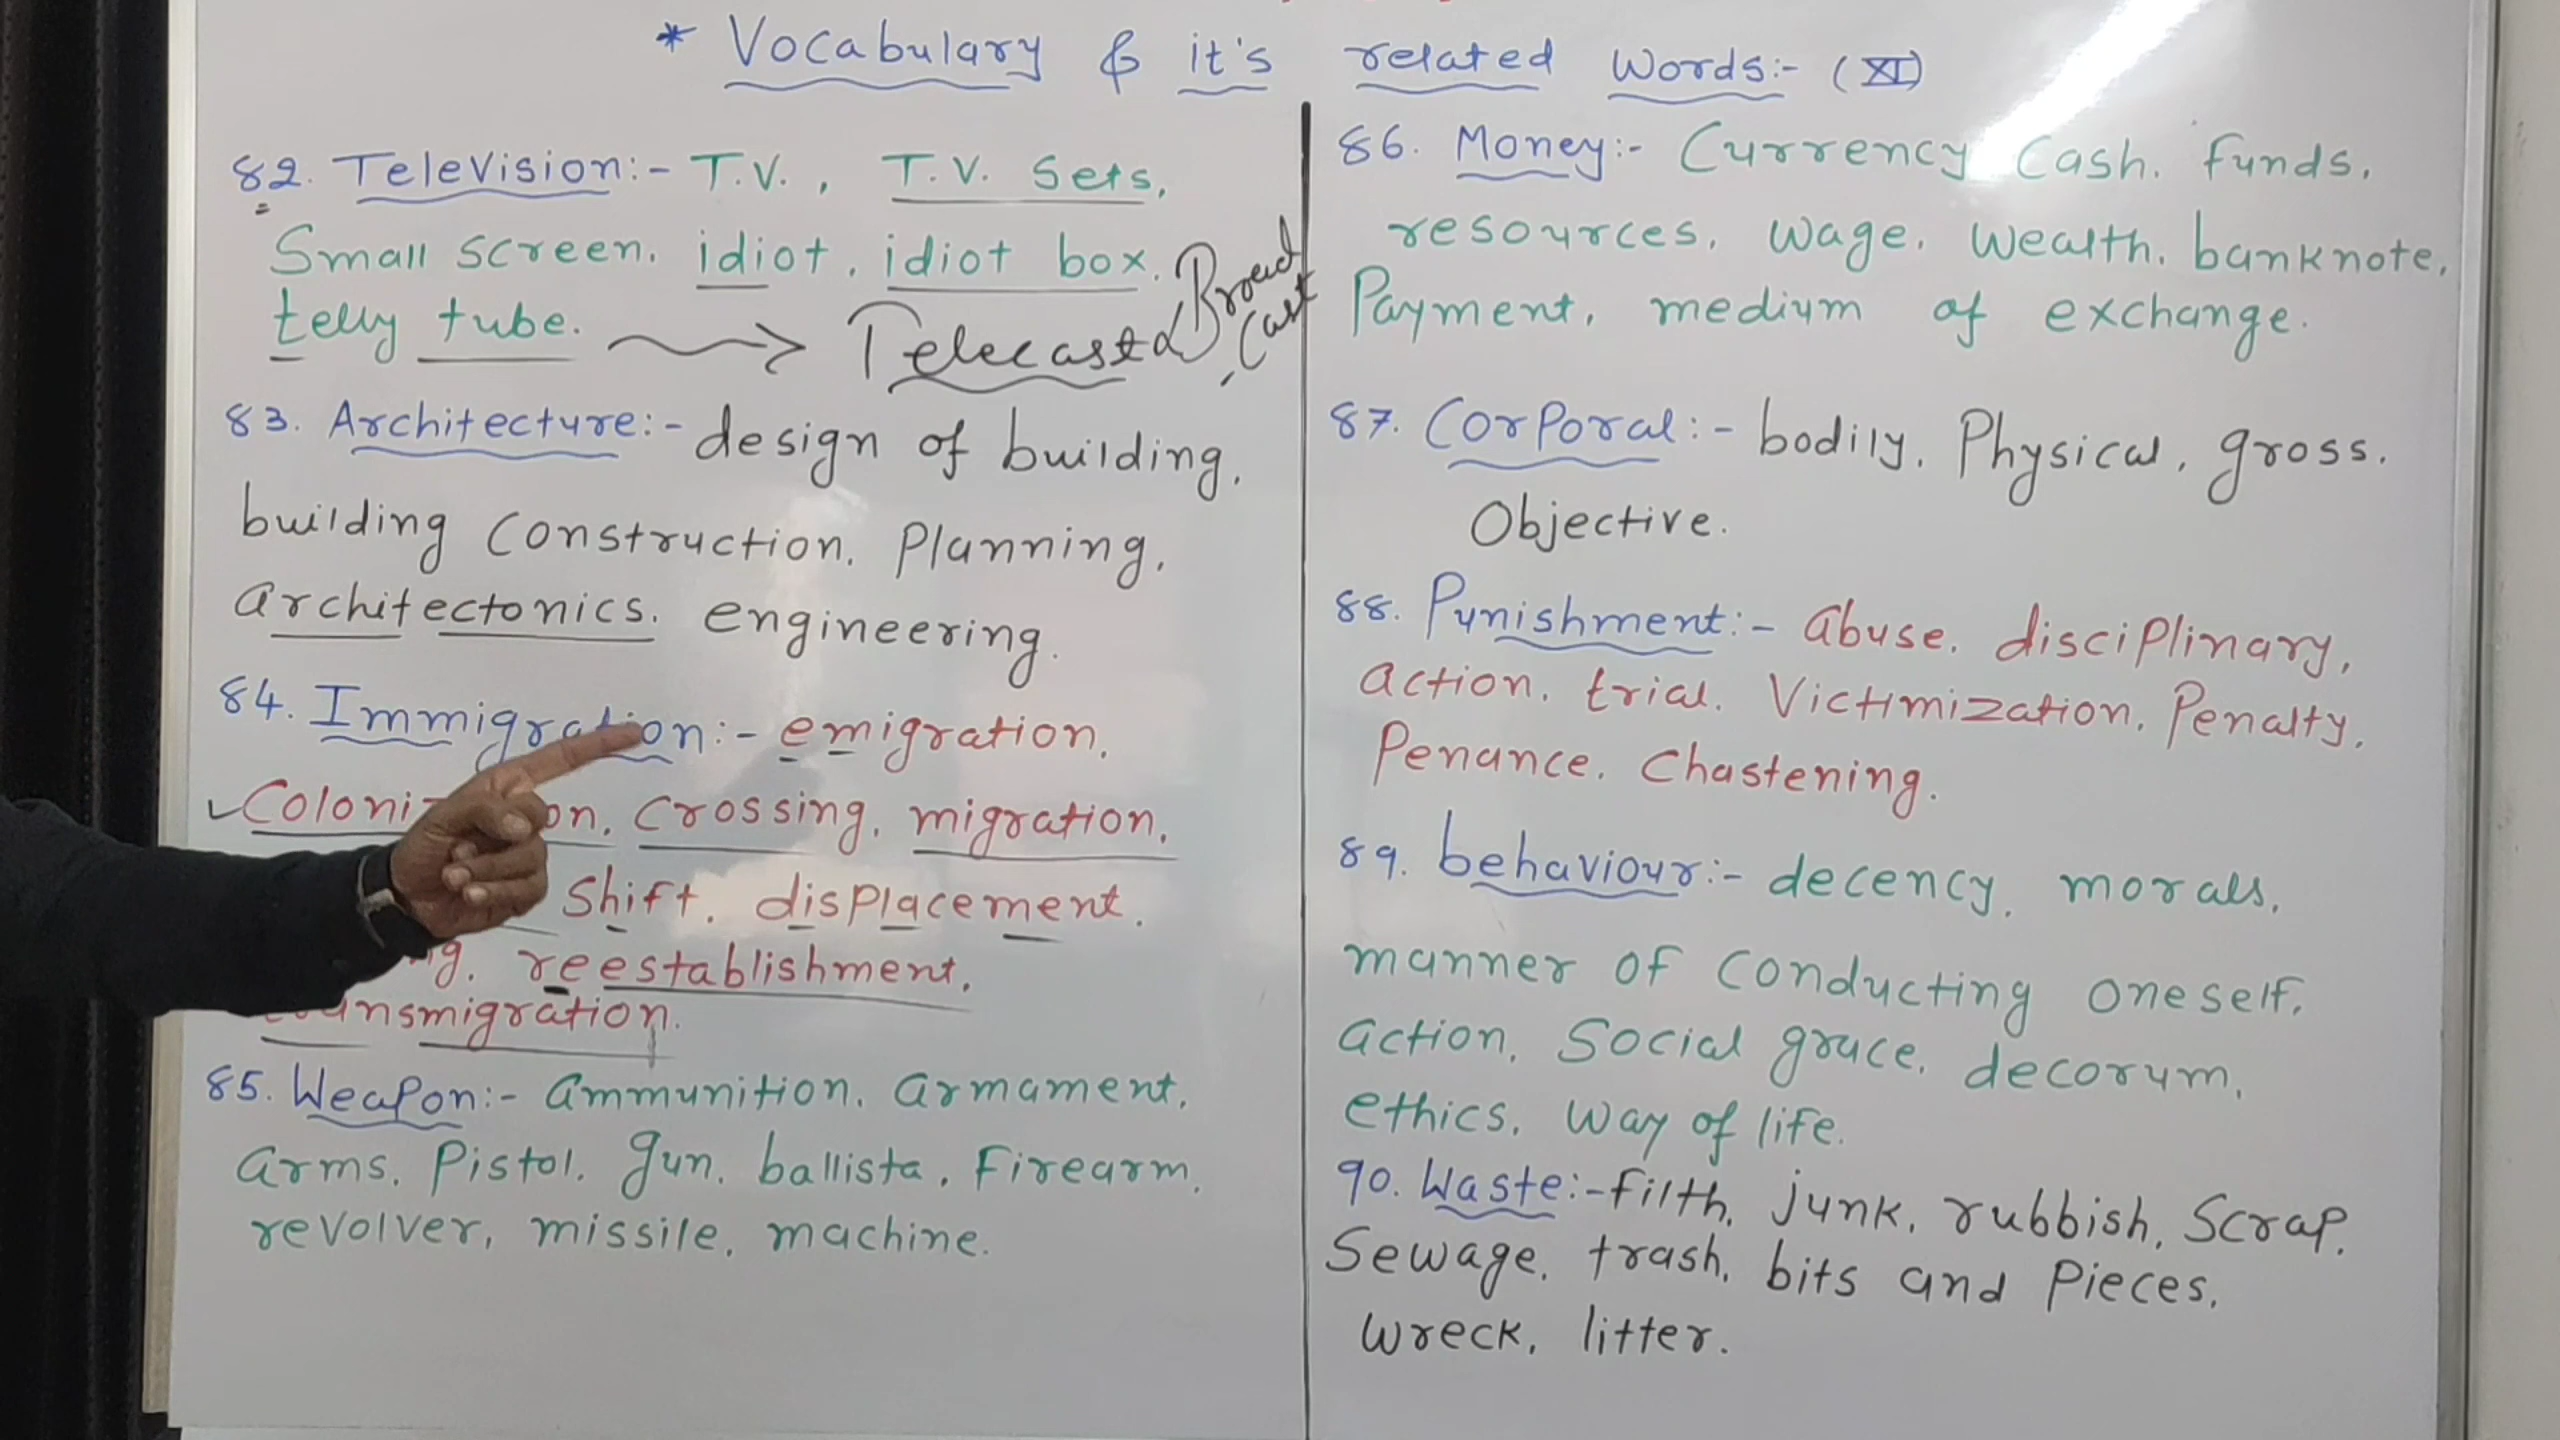 * Vocabulary & it's related Words:- (XI)
82. Television:- T.V., T.V. Sets,
Small screen, idiot, idiot box,
telly tube. → Telecast & Broad
Cast
83. Architecture:- design of building,
building construction, Planning,
architectonics, engineering.
84. Immigration:- emigration,
✓Colonization, crossing, migration,
Shift, displacement,
reestablishment,
transmigration.
85. Weapon:- ammunition, armament,
arms, Pistol, gun, ballista, firearm,
revolver, missile, machine.
86. Money:- Currency Cash, funds,
resources, wage, wealth, banknote,
Payment, medium of exchange.
87. Corporal:- bodily, Physical, gross,
Objective.
88. Punishment:- abuse, disciplinary,
action, trial, Victimization, Penalty,
Penance, Chastening.
89. behaviour:- decency, morals,
manner of conducting oneself,
action, Social grace, decorum,
ethics, way of life.
90. Waste:- filth, junk, rubbish, Scrap,
Sewage, trash, bits and Pieces,
wreck, litter.